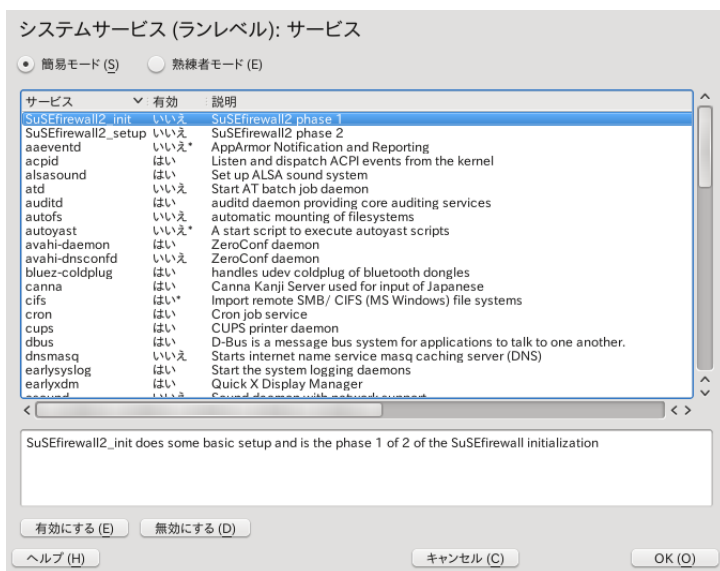 システムサービス (ランレベル): サービス
簡易モード (S) 熟練者モード (E)
サービス 有効 説明
SuSEfirewall2_init いいえ SuSEfirewall2 phase 1
SuSEfirewall2_setup いいえ SuSEfirewall2 phase 2
aaeventd いいえ* AppArmor Notification and Reporting
acpid はい Listen and dispatch ACPI events from the kernel
alsasound はい Set up ALSA sound system
atd いいえ Start AT batch job daemon
auditd はい auditd daemon providing core auditing services
autofs いいえ automatic mounting of filesystems
autoyast いいえ* A start script to execute autoyast scripts
avahi-daemon はい ZeroConf daemon
avahi-dnsconfd いいえ ZeroConf daemon
bluez-coldplug はい handles udev coldplug of bluetooth dongles
canna はい Canna Kanji Server used for input of Japanese
cifs はい* Import remote SMB/ CIFS (MS Windows) file systems
cron はい Cron job service
cups はい CUPS printer daemon
dbus はい D-Bus is a message bus system for applications to talk to one another.
dnsmasq いいえ Starts internet name service masq caching server (DNS)
earlysyslog はい Start the system logging daemons
earlyxdm はい Quick X Display Manager
esound いいえ Sound daemon with network support
SuSEfirewall2_init does some basic setup and is the phase 1 of 2 of the SuSEfirewall initialization
有効にする (E) 無効にする (D)
ヘルプ (H) キャンセル (C) OK (O)